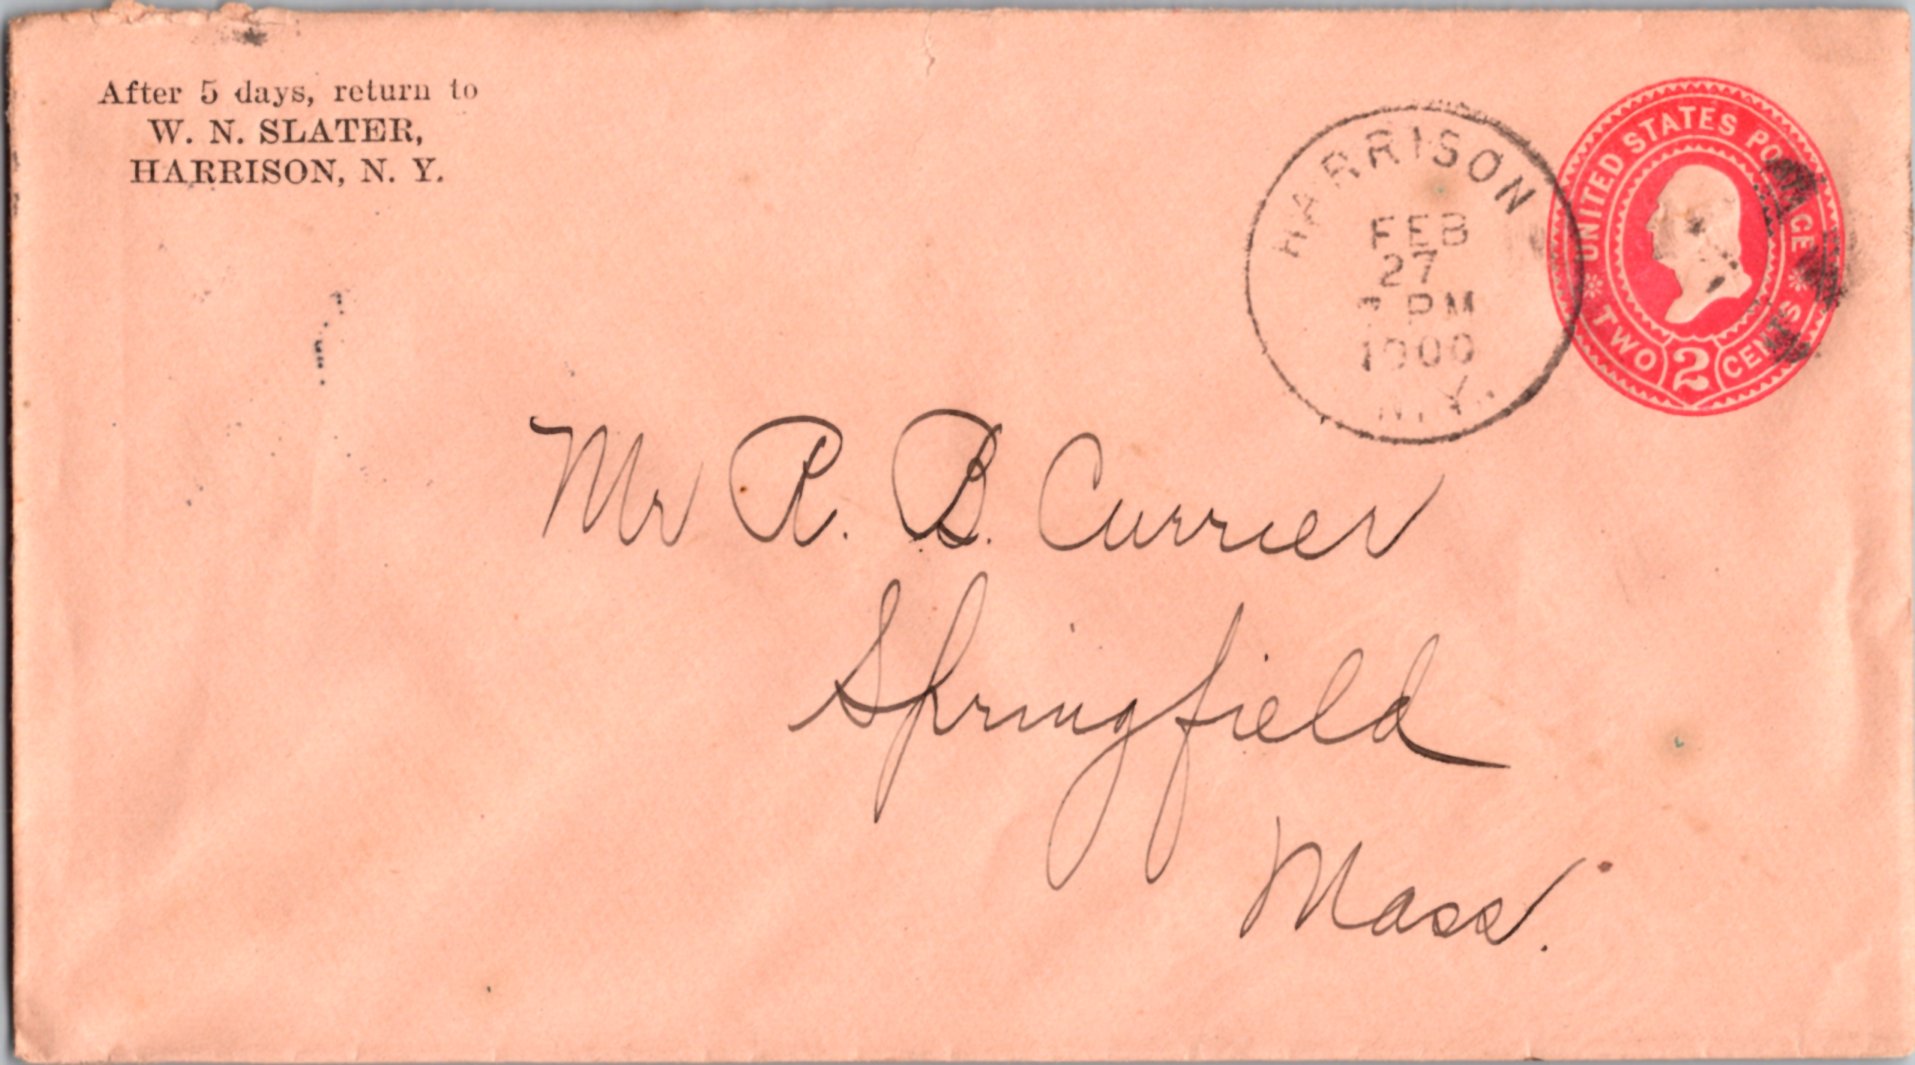 After 5 days, return to
W. N. SLATER,
HARRISON, N. Y.
HARRISON
FEB
27
PM
1900
N.Y.
UNITED STATES POSTAGE
TWO 2 CENTS
Mr R. B. Currier
Springfield
Mass.